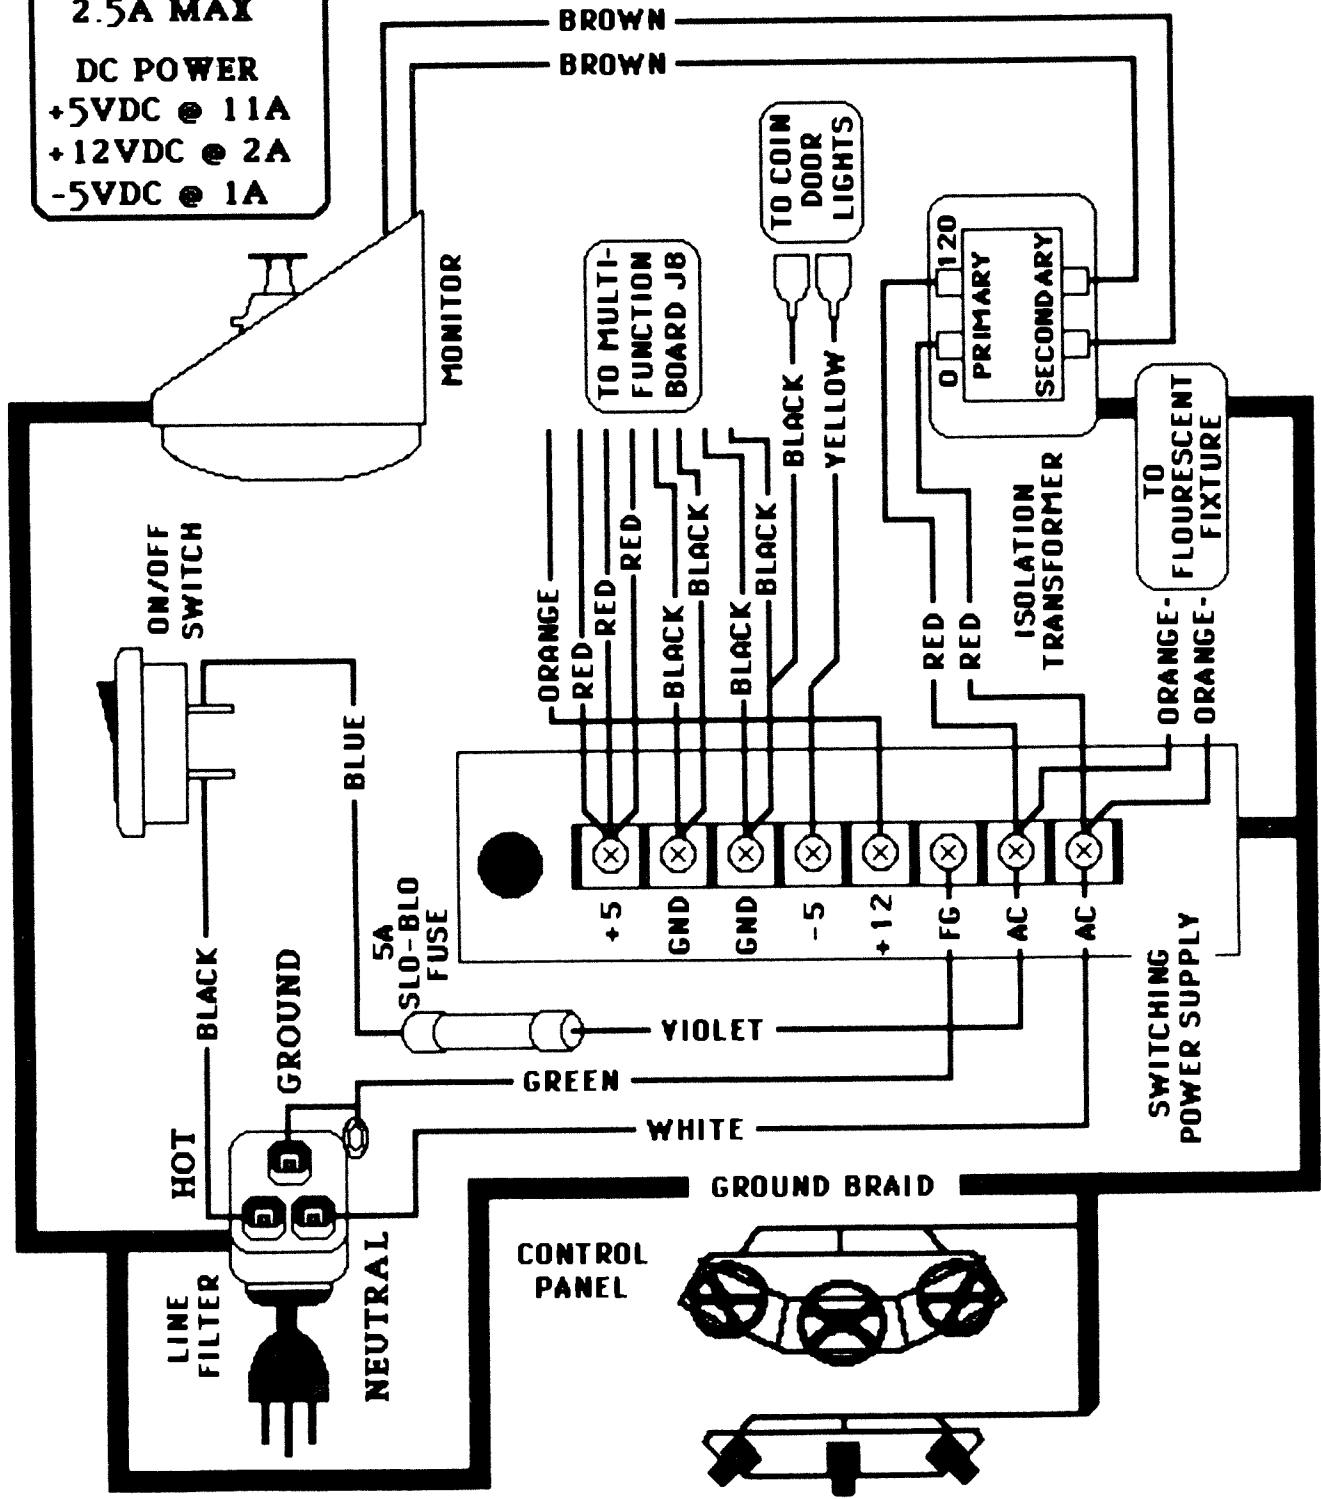 2.5A MAX
DC POWER
+5VDC @ 11A
+12VDC @ 2A
-5VDC @ 1A
BROWN
BROWN
MONITOR
TO MULTI-
FUNCTION
BOARD J8
TO COIN
DOOR
LIGHTS
120
0
PRIMARY
SECONDARY
ISOLATION
TRANSFORMER
TO
FLOURESCENT
FIXTURE
ON/OFF
SWITCH
BLUE
ORANGE
RED
RED
RED
BLACK
BLACK
BLACK
BLACK
BLACK
YELLOW
RED
RED
ORANGE-
ORANGE-
+5
GND
GND
-5
+12
FG
AC
AC
SWITCHING
POWER SUPPLY
5A
SLO-BLO
FUSE
BLACK
GROUND
VIOLET
GREEN
WHITE
HOT
NEUTRAL
LINE
FILTER
GROUND BRAID
CONTROL
PANEL